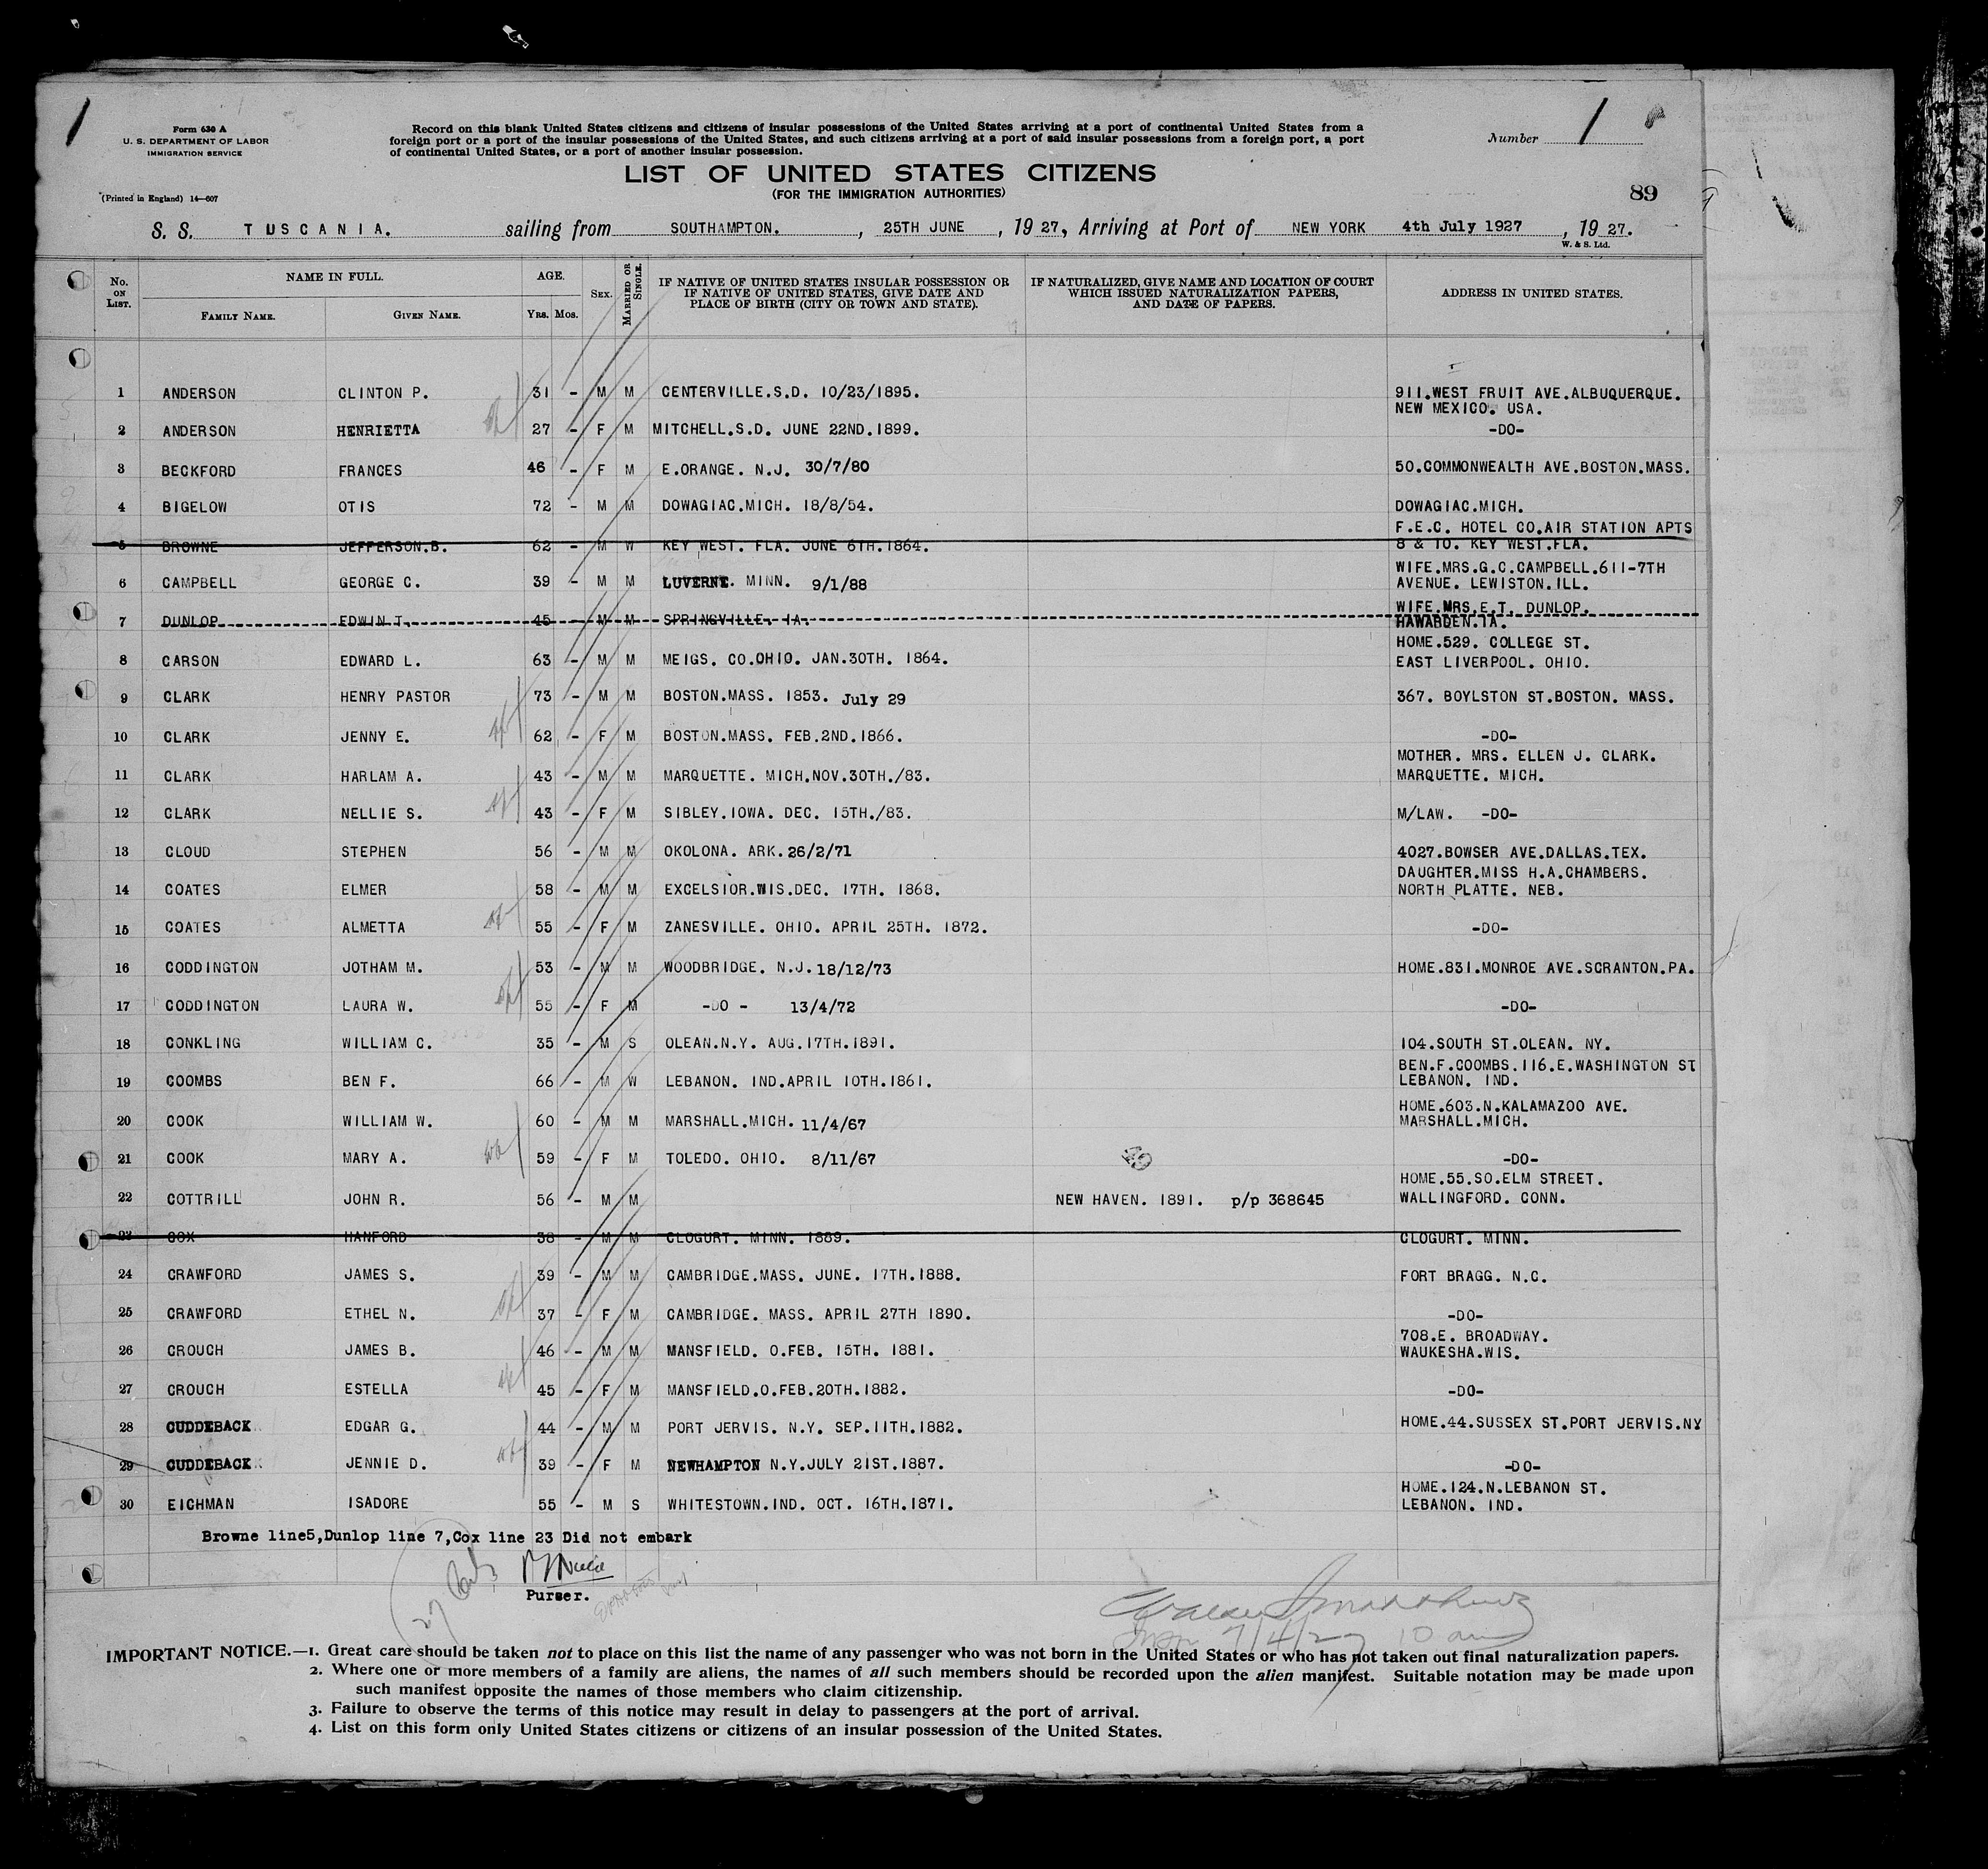 1
Form 630 A
U. S. DEPARTMENT OF LABOR
IMMIGRATION SERVICE
(Printed in England) 14—607
Record on this blank United States citizens and citizens of insular possessions of the United States arriving at a port of continental United States from a
foreign port or a port of the insular possessions of the United States, and such citizens arriving at a port of said insular possessions from a foreign port, a port
of continental United States, or a port of another insular possession.
Number 1
LIST OF UNITED STATES CITIZENS
(FOR THE IMMIGRATION AUTHORITIES)
89
S. S. TUSCANIA. sailing from SOUTHAMPTON. , 25TH JUNE , 19 27, Arriving at Port of NEW YORK 4th July 1927 , 19 27.
W. & S. Ltd.
No. ON LIST. NAME IN FULL. AGE. SEX. MARRIED OR SINGLE. IF NATIVE OF UNITED STATES INSULAR POSSESSION OR IF NATIVE OF UNITED STATES, GIVE DATE AND PLACE OF BIRTH (CITY OR TOWN AND STATE). IF NATURALIZED, GIVE NAME AND LOCATION OF COURT WHICH ISSUED NATURALIZATION PAPERS, AND DATE OF PAPERS. ADDRESS IN UNITED STATES.
FAMILY NAME. GIVEN NAME. Yrs. Mos.
1 ANDERSON CLINTON P. 31 - M M CENTERVILLE.S.D. 10/23/1895. 911.WEST FRUIT AVE.ALBUQUERQUE.
NEW MEXICO. USA.
2 ANDERSON HENRIETTA 27 - F M MITCHELL.S.D. JUNE 22ND.1899. -DO-
3 BECKFORD FRANCES 46 - F M E.ORANGE. N.J. 30/7/80 50.COMMONWEALTH AVE.BOSTON.MASS.
4 BIGELOW OTIS 72 - M M DOWAGIAC.MICH. 18/8/54. DOWAGIAC.MICH.
F.E.C. HOTEL CO.AIR STATION APTS
5 BROWNE JEFFERSON.B. 62 - M W KEY WEST. FLA. JUNE 6TH.1864. 8 & 10. KEY WEST.FLA.
WIFE.MRS.G.C.CAMPBELL.611-7TH
6 CAMPBELL GEORGE C. 39 - M M LUVERNE. MINN. 9/1/88 AVENUE. LEWISTON.ILL.
WIFE.MRS.E.T. DUNLOP.
7 DUNLOP EDWIN T. 45 - M M SPRINGVILLE. IA. HAWARDEN.IA.
HOME.529. COLLEGE ST.
8 CARSON EDWARD L. 63 - M M MEIGS. CO.OHIO. JAN.30TH. 1864. EAST LIVERPOOL. OHIO.
9 CLARK HENRY PASTOR 73 - M M BOSTON.MASS. 1853. July 29 367. BOYLSTON ST.BOSTON. MASS.
10 CLARK JENNY E. 62 - F M BOSTON.MASS. FEB.2ND.1866. -DO-
MOTHER. MRS. ELLEN J. CLARK.
11 CLARK HARLAM A. 43 - M M MARQUETTE. MICH.NOV.30TH./83. MARQUETTE. MICH.
12 CLARK NELLIE S. 43 - F M SIBLEY.IOWA. DEC. 15TH./83. M/LAW. -DO-
13 CLOUD STEPHEN 56 - M M OKOLONA. ARK.26/2/71 4027.BOWSER AVE.DALLAS.TEX.
DAUGHTER.MISS H.A.CHAMBERS.
14 COATES ELMER 58 - M M EXCELSIOR.WIS.DEC. 17TH. 1868. NORTH PLATTE. NEB.
15 COATES ALMETTA 55 - F M ZANESVILLE. OHIO. APRIL 25TH. 1872. -DO-
16 CODDINGTON JOTHAM M. 53 - M M WOODBRIDGE. N.J.18/12/73 HOME.831.MONROE AVE.SCRANTON.PA.
17 CODDINGTON LAURA W. 55 - F M -DO - 13/4/72 -DO-
18 CONKLING WILLIAM C. 35 - M S OLEAN.N.Y. AUG.17TH.1891. 104.SOUTH ST.OLEAN. NY.
BEN.F.COOMBS.116.E.WASHINGTON ST
19 COOMBS BEN F. 66 - M W LEBANON. IND.APRIL 10TH.1861. LEBANON. IND.
HOME.603.N.KALAMAZOO AVE.
20 COOK WILLIAM W. 60 - M M MARSHALL.MICH. 11/4/67 MARSHALL.MICH.
21 COOK MARY A. 59 - F M TOLEDO. OHIO. 8/11/67 49 -DO-
HOME.55.SO.ELM STREET.
22 COTTRILL JOHN R. 56 - M M NEW HAVEN. 1891. p/p 368645 WALLINGFORD. CONN.
23 COX HANFORD 38 - M M CLOGURT. MINN. 1889. CLOGURT. MINN.
24 CRAWFORD JAMES S. 39 - M M CAMBRIDGE.MASS. JUNE. 17TH.1888. FORT BRAGG. N.C.
25 CRAWFORD ETHEL N. 37 - F M CAMBRIDGE. MASS. APRIL 27TH 1890. -DO-
708.E. BROADWAY.
26 CROUCH JAMES B. 46 - M M MANSFIELD. O.FEB. 15TH. 1881. WAUKESHA.WIS.
27 CROUCH ESTELLA 45 - F M MANSFIELD.O.FEB.20TH.1882. -DO-
28 CUDDEBACK EDGAR G. 44 - M M PORT JERVIS. N.Y. SEP.11TH.1882. HOME.44.SUSSEX ST.PORT JERVIS.NY
29 CUDDEBACK JENNIE D. 39 - F M NEWHAMPTON N.Y.JULY 21ST.1887. -DO-
HOME.124.N.LEBANON ST.
30 EICHMAN ISADORE 55 - M S WHITESTOWN.IND. OCT. 16TH.1871. LEBANON. IND.
Browne line5,Dunlop line 7,Cox line 23 Did not embark
Purser.
7/4/27 10 am
IMPORTANT NOTICE.—1. Great care should be taken not to place on this list the name of any passenger who was not born in the United States or who has not taken out final naturalization papers.
2. Where one or more members of a family are aliens, the names of all such members should be recorded upon the alien manifest. Suitable notation may be made upon
such manifest opposite the names of those members who claim citizenship.
3. Failure to observe the terms of this notice may result in delay to passengers at the port of arrival.
4. List on this form only United States citizens or citizens of an insular possession of the United States.